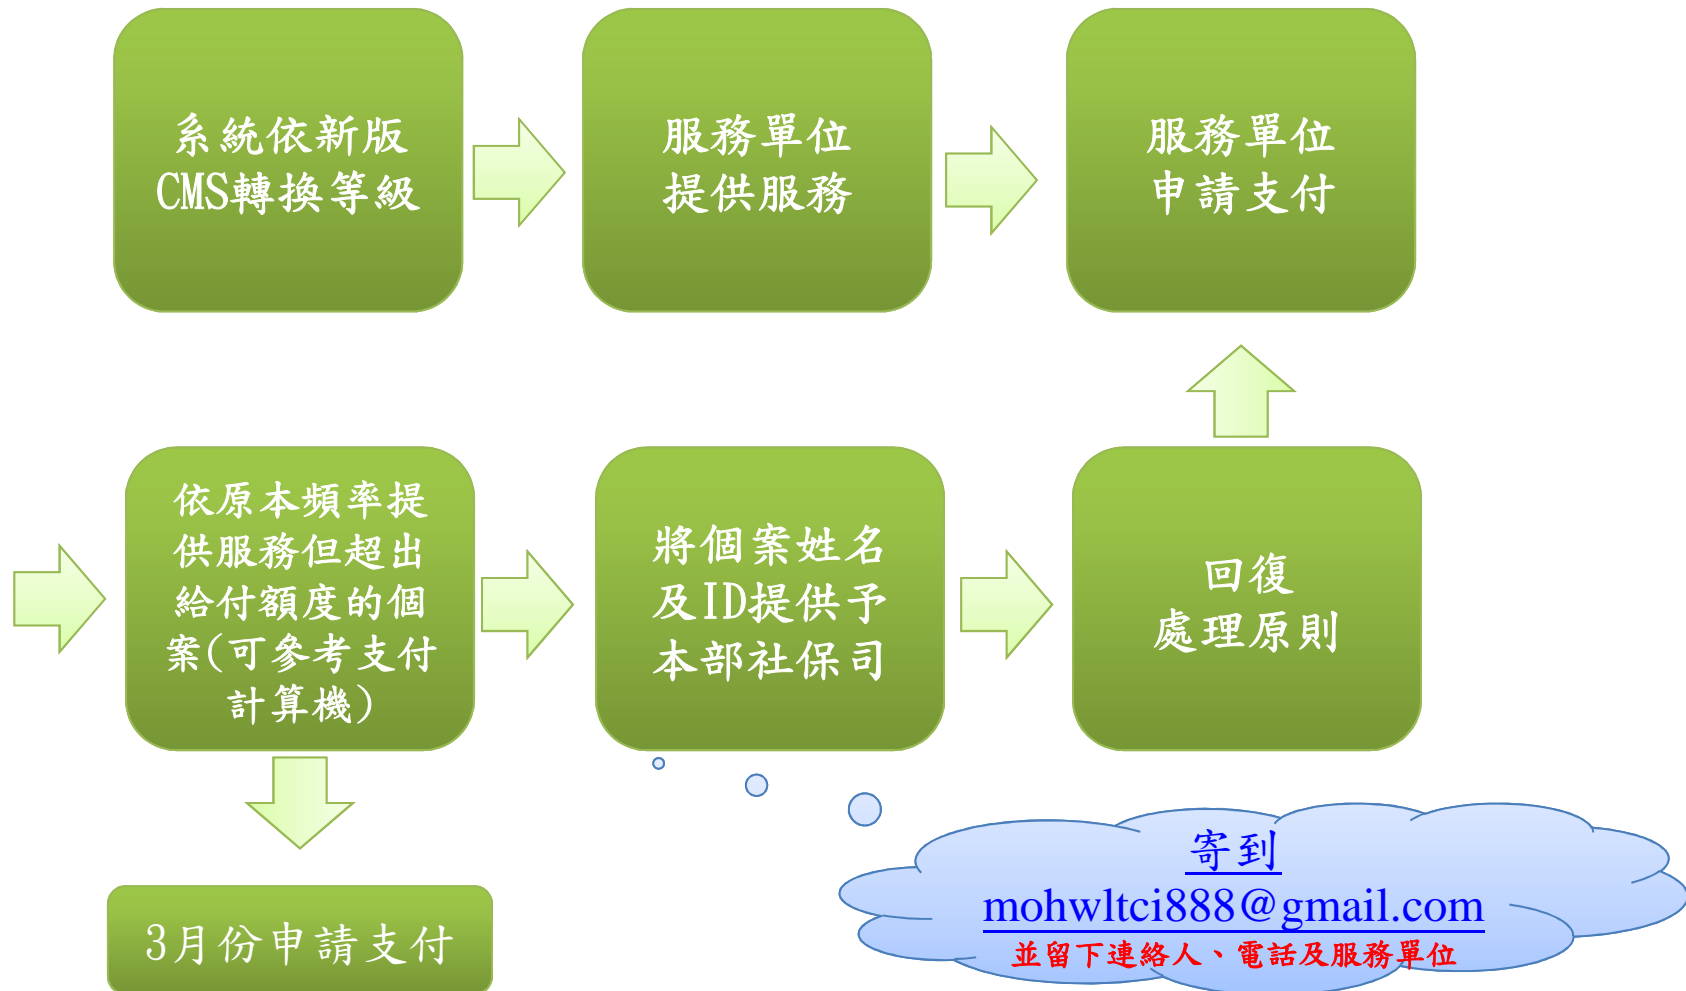 系統依新版
CMS轉換等級
服務單位
提供服務
服務單位
申請支付
依原本頻率提
供服務但超出
給付額度的個
案(可參考支付
計算機)
將個案姓名
及ID提供予
本部社保司
回復
處理原則
3月份申請支付
寄到
mohwltci888@gmail.com
並留下連絡人、電話及服務單位